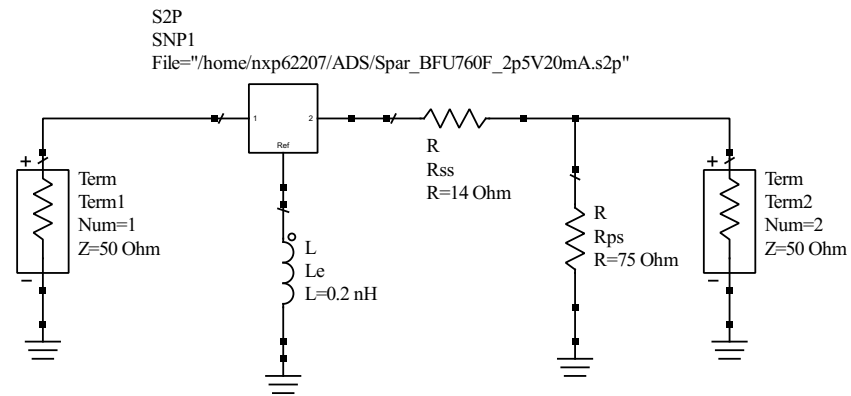 S2P
SNP1
File="/home/nxp62207/ADS/Spar_BFU760F_2p5V20mA.s2p"
1
2
Ref
R
Rss
R=14 Ohm
+
Term
Term1
Num=1
Z=50 Ohm
−
L
Le
L=0.2 nH
R
Rps
R=75 Ohm
+
Term
Term2
Num=2
Z=50 Ohm
−